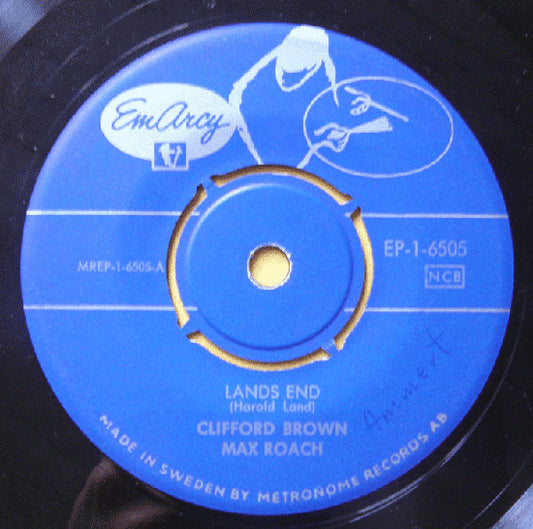 EmArcy
MREP-1-6505-A
EP-1-6505
NCB
LANDS END
(Harold Land)
CLIFFORD BROWN
MAX ROACH
Ammert
MADE IN SWEDEN BY METRONOME RECORDS AB